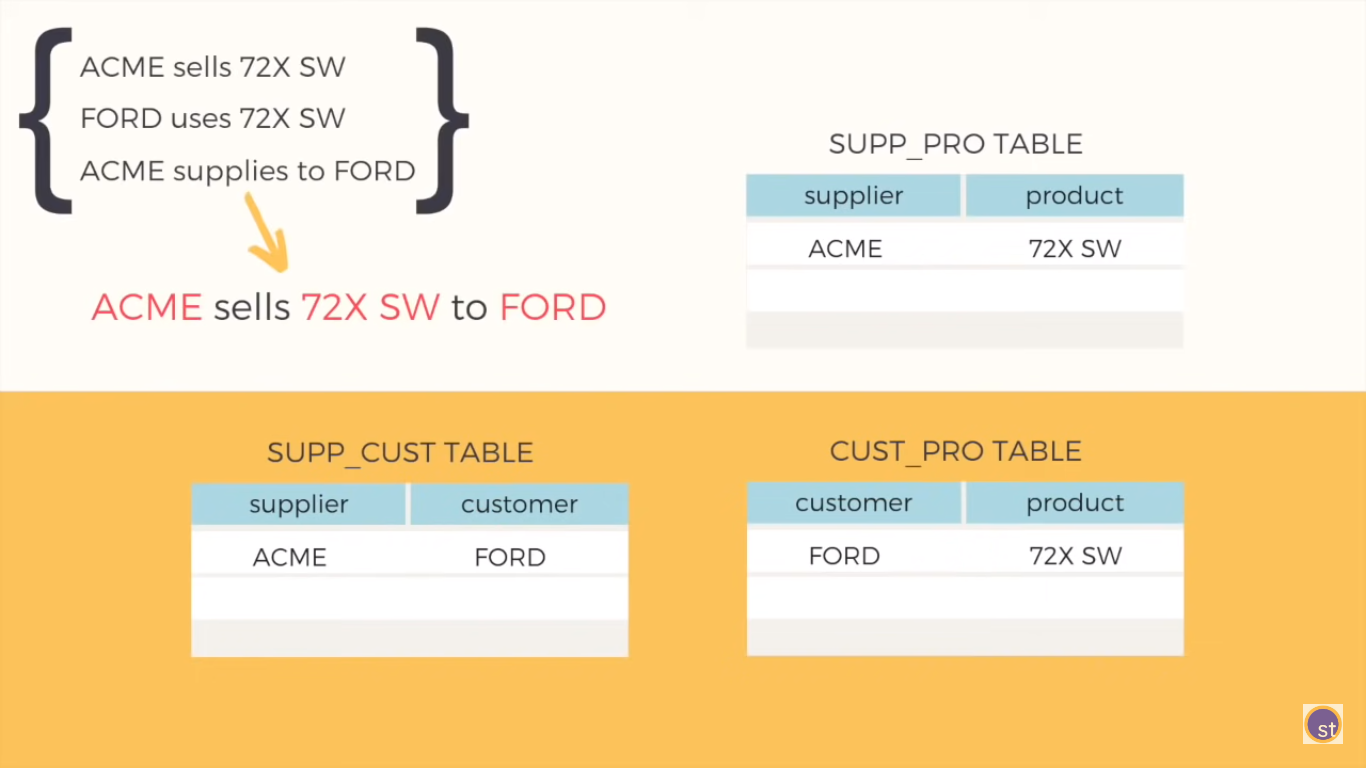 ACME sells 72X SW
FORD uses 72X SW
ACME supplies to FORD
ACME sells 72X SW to FORD
SUPP_PRO TABLE
supplier product
ACME 72X SW
SUPP_CUST TABLE
supplier customer
ACME FORD
CUST_PRO TABLE
customer product
FORD 72X SW
st